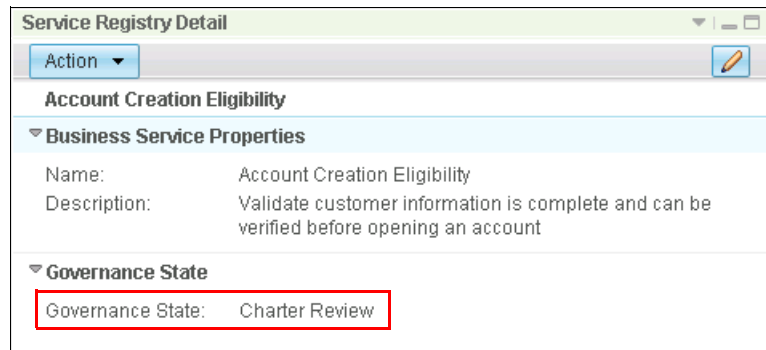 Service Registry Detail
Action
Account Creation Eligibility
Business Service Properties
Name: Account Creation Eligibility
Description: Validate customer information is complete and can be
verified before opening an account
Governance State
Governance State: Charter Review